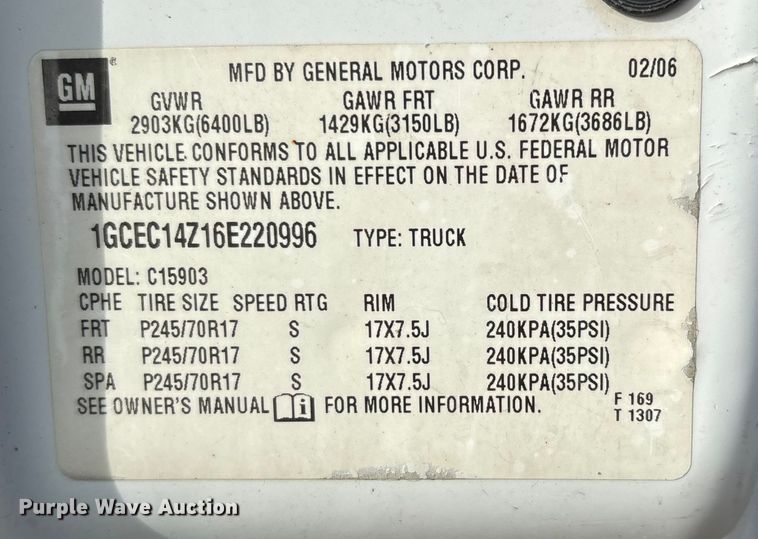 GM ®
MFD BY GENERAL MOTORS CORP. 02/06
GVWR GAWR FRT GAWR RR
2903KG(6400LB) 1429KG(3150LB) 1672KG(3686LB)
THIS VEHICLE CONFORMS TO ALL APPLICABLE U.S. FEDERAL MOTOR
VEHICLE SAFETY STANDARDS IN EFFECT ON THE DATE OF
MANUFACTURE SHOWN ABOVE.
1GCEC14Z16E220996 TYPE: TRUCK
MODEL: C15903
CPHE TIRE SIZE SPEED RTG RIM COLD TIRE PRESSURE
FRT P245/70R17 S 17X7.5J 240KPA(35PSI)
RR P245/70R17 S 17X7.5J 240KPA(35PSI)
SPA P245/70R17 S 17X7.5J 240KPA(35PSI)
SEE OWNER'S MANUAL i FOR MORE INFORMATION.
F 169
T 1307
Purple Wave Auction